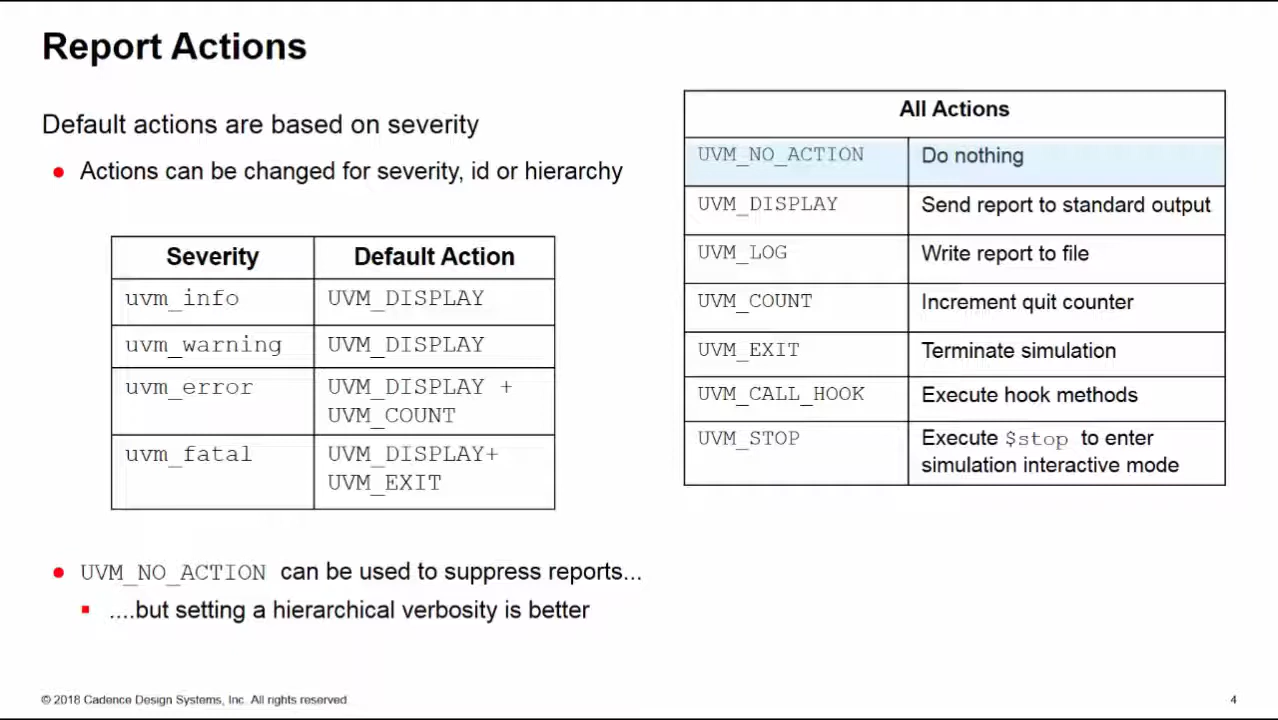 Report Actions
Default actions are based on severity
• Actions can be changed for severity, id or hierarchy
Severity Default Action
uvm_info UVM_DISPLAY
uvm_warning UVM_DISPLAY
uvm_error UVM_DISPLAY +
UVM_COUNT
uvm_fatal UVM_DISPLAY+
UVM_EXIT
• UVM_NO_ACTION can be used to suppress reports...
▪ ....but setting a hierarchical verbosity is better
All Actions
UVM_NO_ACTION Do nothing
UVM_DISPLAY Send report to standard output
UVM_LOG Write report to file
UVM_COUNT Increment quit counter
UVM_EXIT Terminate simulation
UVM_CALL_HOOK Execute hook methods
UVM_STOP Execute $stop to enter
simulation interactive mode
© 2018 Cadence Design Systems, Inc. All rights reserved
4